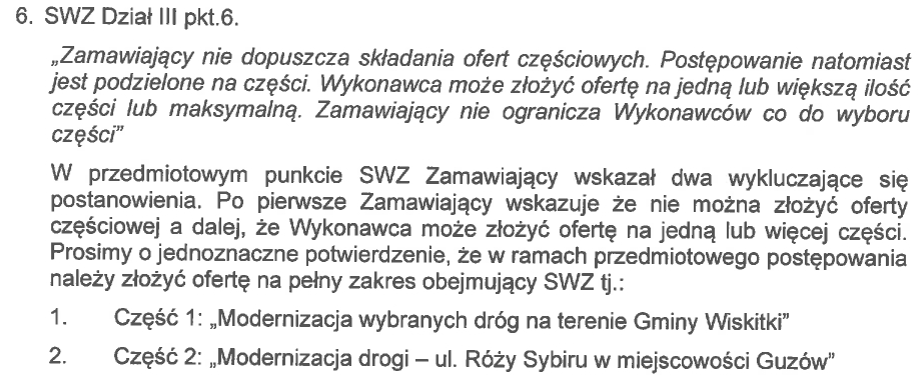 6. SWZ Dział III pkt.6.
„Zamawiający nie dopuszcza składania ofert częściowych. Postępowanie natomiast
jest podzielone na części. Wykonawca może złożyć ofertę na jedną lub większą ilość
części lub maksymalną. Zamawiający nie ogranicza Wykonawców co do wyboru
części”
W przedmiotowym punkcie SWZ Zamawiający wskazał dwa wykluczające się
postanowienia. Po pierwsze Zamawiający wskazuje że nie można złożyć oferty
częściowej a dalej, że Wykonawca może złożyć ofertę na jedną lub więcej części.
Prosimy o jednoznaczne potwierdzenie, że w ramach przedmiotowego postępowania
należy złożyć ofertę na pełny zakres obejmujący SWZ tj.:
1. Część 1: „Modernizacja wybranych dróg na terenie Gminy Wiskitki”
2. Część 2: „Modernizacja drogi – ul. Róży Sybiru w miejscowości Guzów”